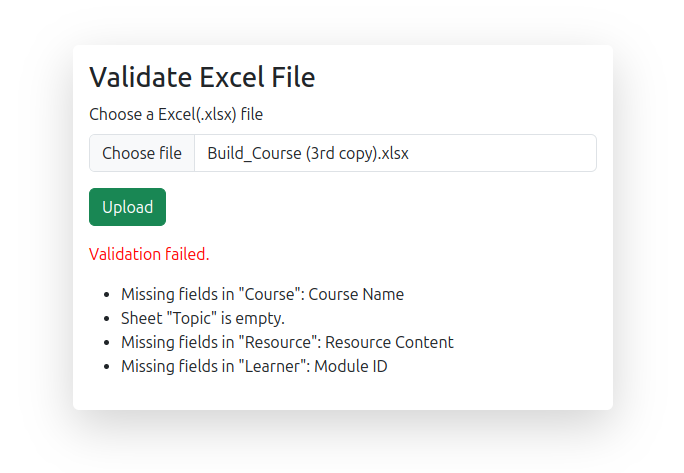 Validate Excel File
Choose a Excel(.xlsx) file
Choose file Build_Course (3rd copy).xlsx
Upload
Validation failed.
• Missing fields in "Course": Course Name
• Sheet "Topic" is empty.
• Missing fields in "Resource": Resource Content
• Missing fields in "Learner": Module ID